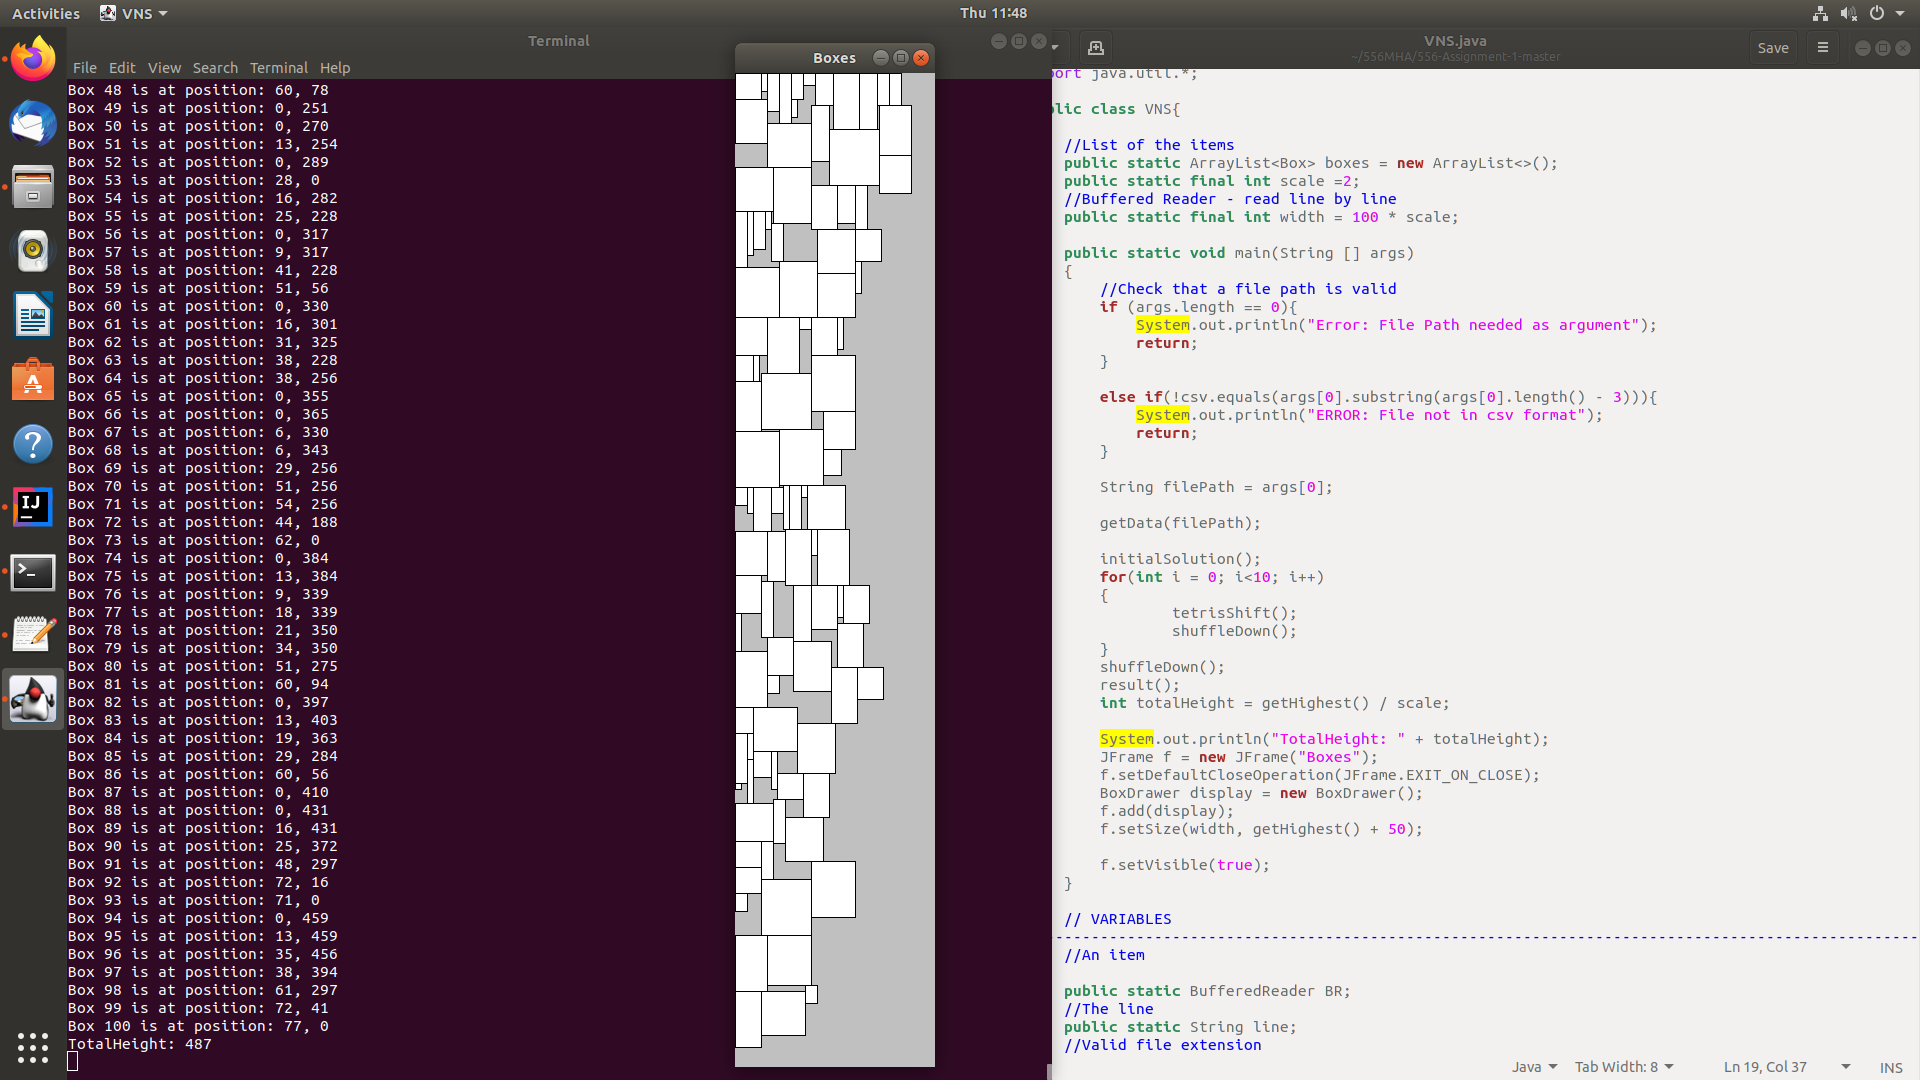 Activities
VNS
Thu 11:48
Terminal
File Edit View Search Terminal Help
Box 48 is at position: 60, 78
Box 49 is at position: 0, 251
Box 50 is at position: 0, 270
Box 51 is at position: 13, 254
Box 52 is at position: 0, 289
Box 53 is at position: 28, 0
Box 54 is at position: 16, 282
Box 55 is at position: 25, 228
Box 56 is at position: 0, 317
Box 57 is at position: 9, 317
Box 58 is at position: 41, 228
Box 59 is at position: 51, 56
Box 60 is at position: 0, 330
Box 61 is at position: 16, 301
Box 62 is at position: 31, 325
Box 63 is at position: 38, 228
Box 64 is at position: 38, 256
Box 65 is at position: 0, 355
Box 66 is at position: 0, 365
Box 67 is at position: 6, 330
Box 68 is at position: 6, 343
Box 69 is at position: 29, 256
Box 70 is at position: 51, 256
Box 71 is at position: 54, 256
Box 72 is at position: 44, 188
Box 73 is at position: 62, 0
Box 74 is at position: 0, 384
Box 75 is at position: 13, 384
Box 76 is at position: 9, 339
Box 77 is at position: 18, 339
Box 78 is at position: 21, 350
Box 79 is at position: 34, 350
Box 80 is at position: 51, 275
Box 81 is at position: 60, 94
Box 82 is at position: 0, 397
Box 83 is at position: 13, 403
Box 84 is at position: 19, 363
Box 85 is at position: 29, 284
Box 86 is at position: 60, 56
Box 87 is at position: 0, 410
Box 88 is at position: 0, 431
Box 89 is at position: 16, 431
Box 90 is at position: 25, 372
Box 91 is at position: 48, 297
Box 92 is at position: 72, 16
Box 93 is at position: 71, 0
Box 94 is at position: 0, 459
Box 95 is at position: 13, 459
Box 96 is at position: 35, 456
Box 97 is at position: 38, 394
Box 98 is at position: 61, 297
Box 99 is at position: 72, 41
Box 100 is at position: 77, 0
TotalHeight: 487
Boxes
VNS.java
~/556MHA/556-Assignment-1-master
Save
ort java.util.*;
lic class VNS{
//List of the items
public static ArrayList<Box> boxes = new ArrayList<>();
public static final int scale =2;
//Buffered Reader - read line by line
public static final int width = 100 * scale;
public static void main(String [] args)
{
//Check that a file path is valid
if (args.length == 0){
System.out.println("Error: File Path needed as argument");
return;
}
else if(!csv.equals(args[0].substring(args[0].length() - 3))){
System.out.println("ERROR: File not in csv format");
return;
}
String filePath = args[0];
getData(filePath);
initialSolution();
for(int i = 0; i<10; i++)
{
tetrisShift();
shuffleDown();
}
shuffleDown();
result();
int totalHeight = getHighest() / scale;
System.out.println("TotalHeight: " + totalHeight);
JFrame f = new JFrame("Boxes");
f.setDefaultCloseOperation(JFrame.EXIT_ON_CLOSE);
BoxDrawer display = new BoxDrawer();
f.add(display);
f.setSize(width, getHighest() + 50);
f.setVisible(true);
}
// VARIABLES
//An item
public static BufferedReader BR;
//The line
public static String line;
//Valid file extension
Java
Tab Width: 8
Ln 19, Col 37
INS